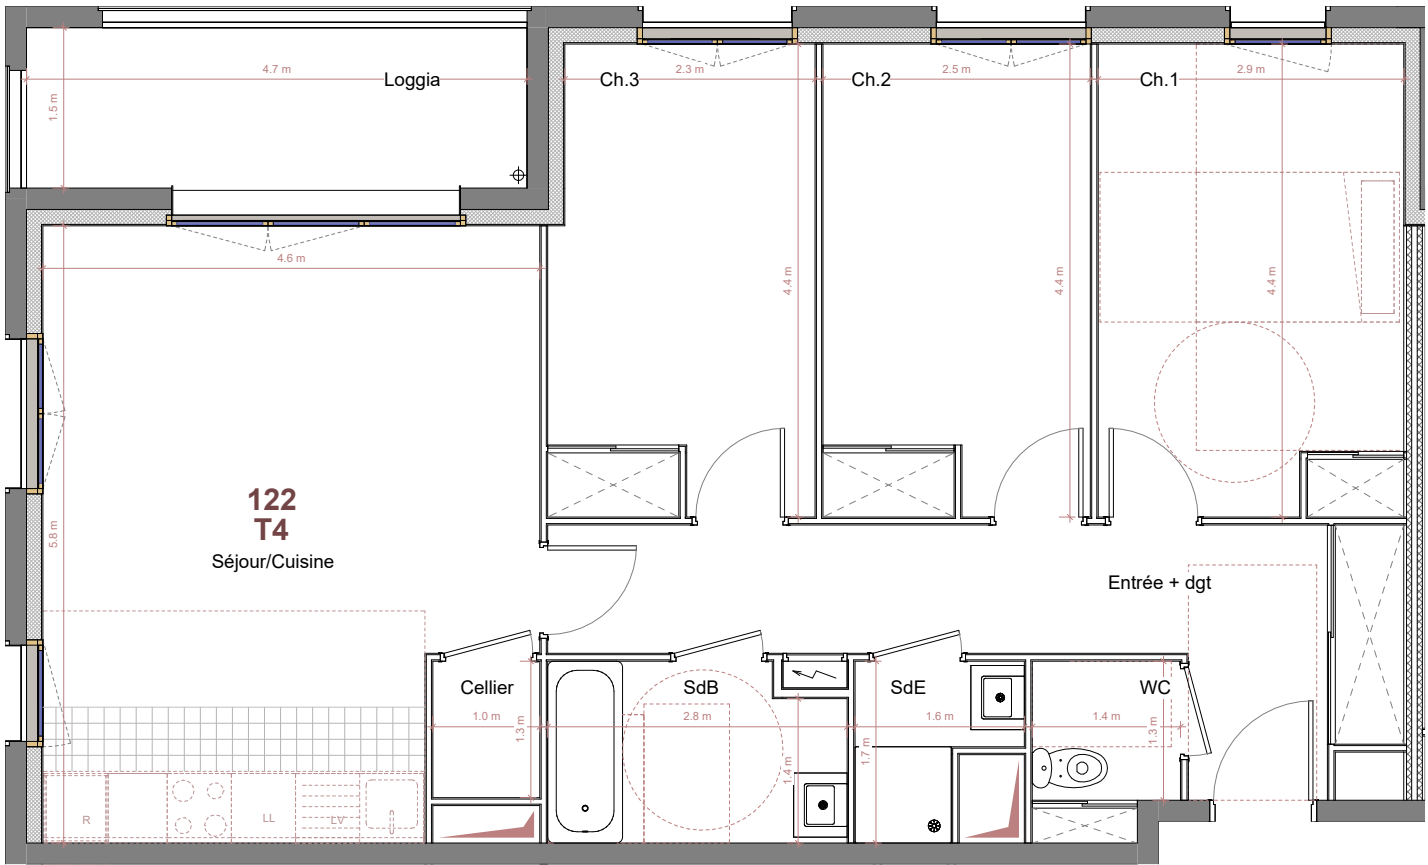 4.7 m
Loggia
1.5 m
Ch.3
2.3 m
Ch.2
2.5 m
Ch.1
2.9 m
4.6 m
4.4 m
4.4 m
4.4 m
122
T4
Séjour/Cuisine
5.8 m
Entrée + dgt
Cellier
1.0 m
1.3 m
SdB
2.8 m
1.4 m
SdE
1.6 m
1.7 m
WC
1.4 m
1.3 m
R
LL
LV